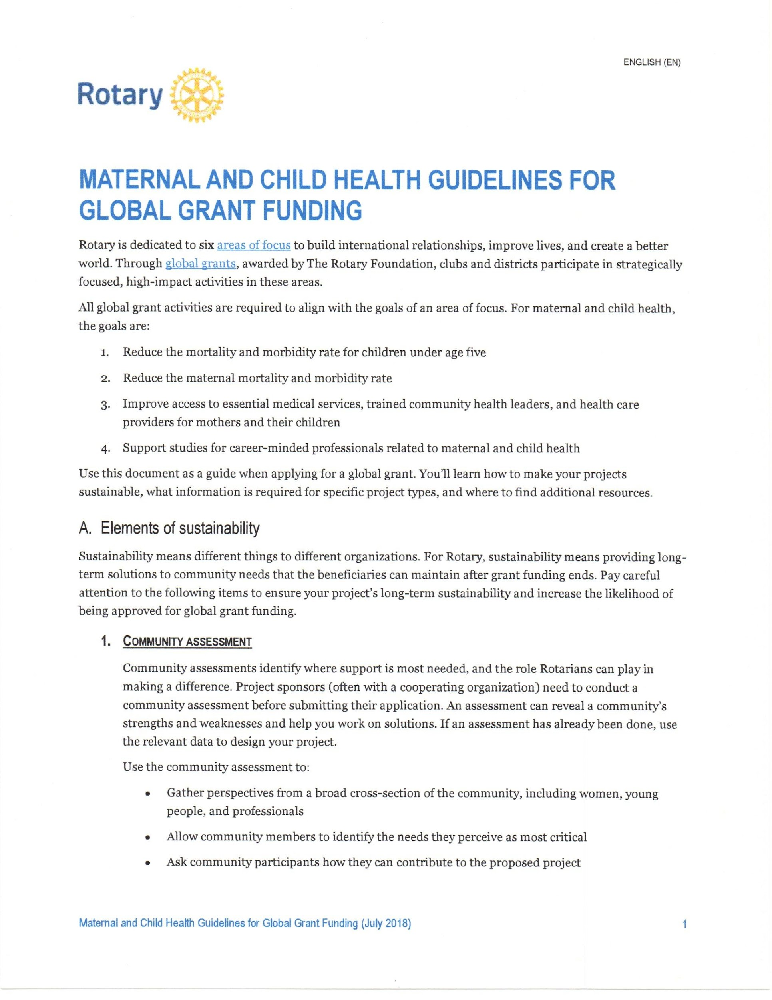 ENGLISH (EN)
Rotary
ROTARY
INTERNATIONAL
MATERNAL AND CHILD HEALTH GUIDELINES FOR
GLOBAL GRANT FUNDING
Rotary is dedicated to six areas of focus to build international relationships, improve lives, and create a better
world. Through global grants, awarded by The Rotary Foundation, clubs and districts participate in strategically
focused, high-impact activities in these areas.
All global grant activities are required to align with the goals of an area of focus. For maternal and child health,
the goals are:
1. Reduce the mortality and morbidity rate for children under age five
2. Reduce the maternal mortality and morbidity rate
3. Improve access to essential medical services, trained community health leaders, and health care
providers for mothers and their children
4. Support studies for career-minded professionals related to maternal and child health
Use this document as a guide when applying for a global grant. You'll learn how to make your projects
sustainable, what information is required for specific project types, and where to find additional resources.
A. Elements of sustainability
Sustainability means different things to different organizations. For Rotary, sustainability means providing long-
term solutions to community needs that the beneficiaries can maintain after grant funding ends. Pay careful
attention to the following items to ensure your project's long-term sustainability and increase the likelihood of
being approved for global grant funding.
1. COMMUNITY ASSESSMENT
Community assessments identify where support is most needed, and the role Rotarians can play in
making a difference. Project sponsors (often with a cooperating organization) need to conduct a
community assessment before submitting their application. An assessment can reveal a community's
strengths and weaknesses and help you work on solutions. If an assessment has already been done, use
the relevant data to design your project.
Use the community assessment to:
• Gather perspectives from a broad cross-section of the community, including women, young
people, and professionals
• Allow community members to identify the needs they perceive as most critical
• Ask community participants how they can contribute to the proposed project
Maternal and Child Health Guidelines for Global Grant Funding (July 2018) 1